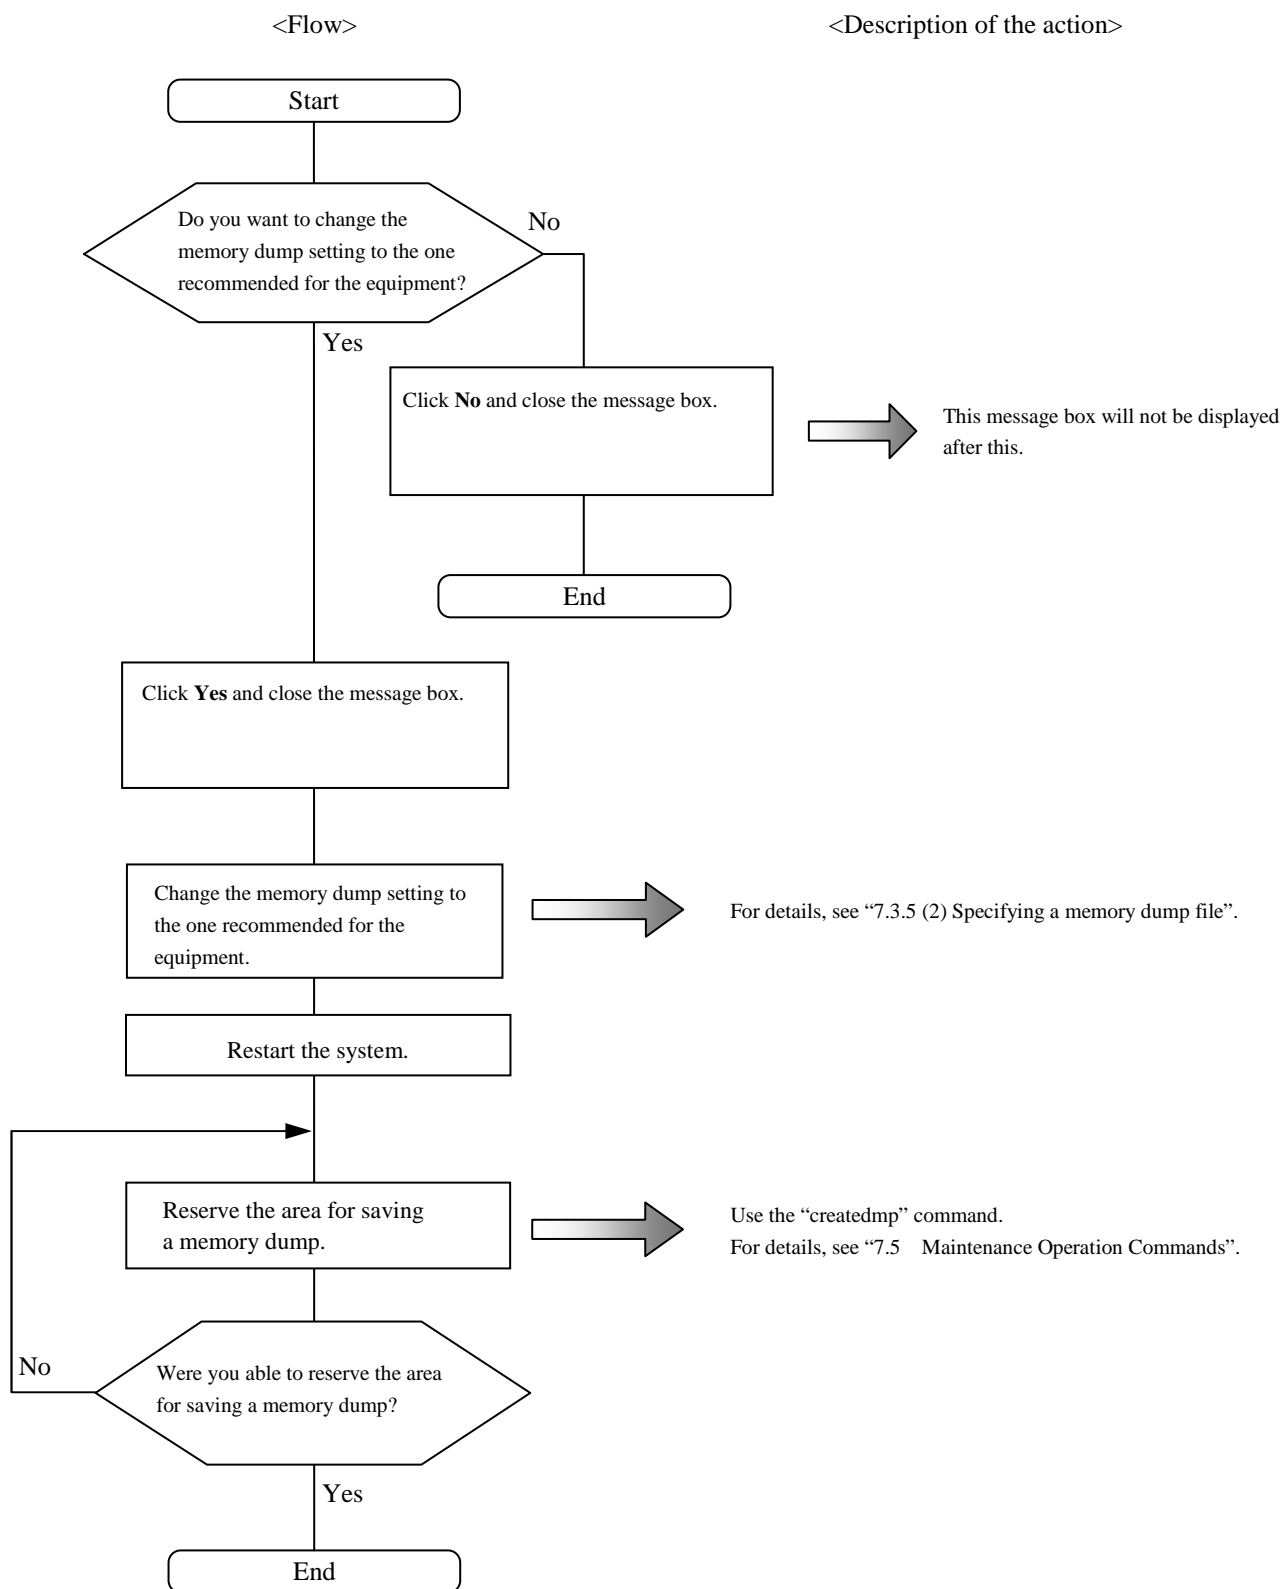 <Flow>
<Description of the action>
Start
Do you want to change the
memory dump setting to the one
recommended for the equipment?
No
Yes
Click No and close the message box.
This message box will not be displayed
after this.
End
Click Yes and close the message box.
Change the memory dump setting to
the one recommended for the
equipment.
For details, see “7.3.5 (2) Specifying a memory dump file”.
Restart the system.
Reserve the area for saving
a memory dump.
Use the “createdmp” command.
For details, see “7.5 Maintenance Operation Commands”.
No
Were you able to reserve the area
for saving a memory dump?
Yes
End